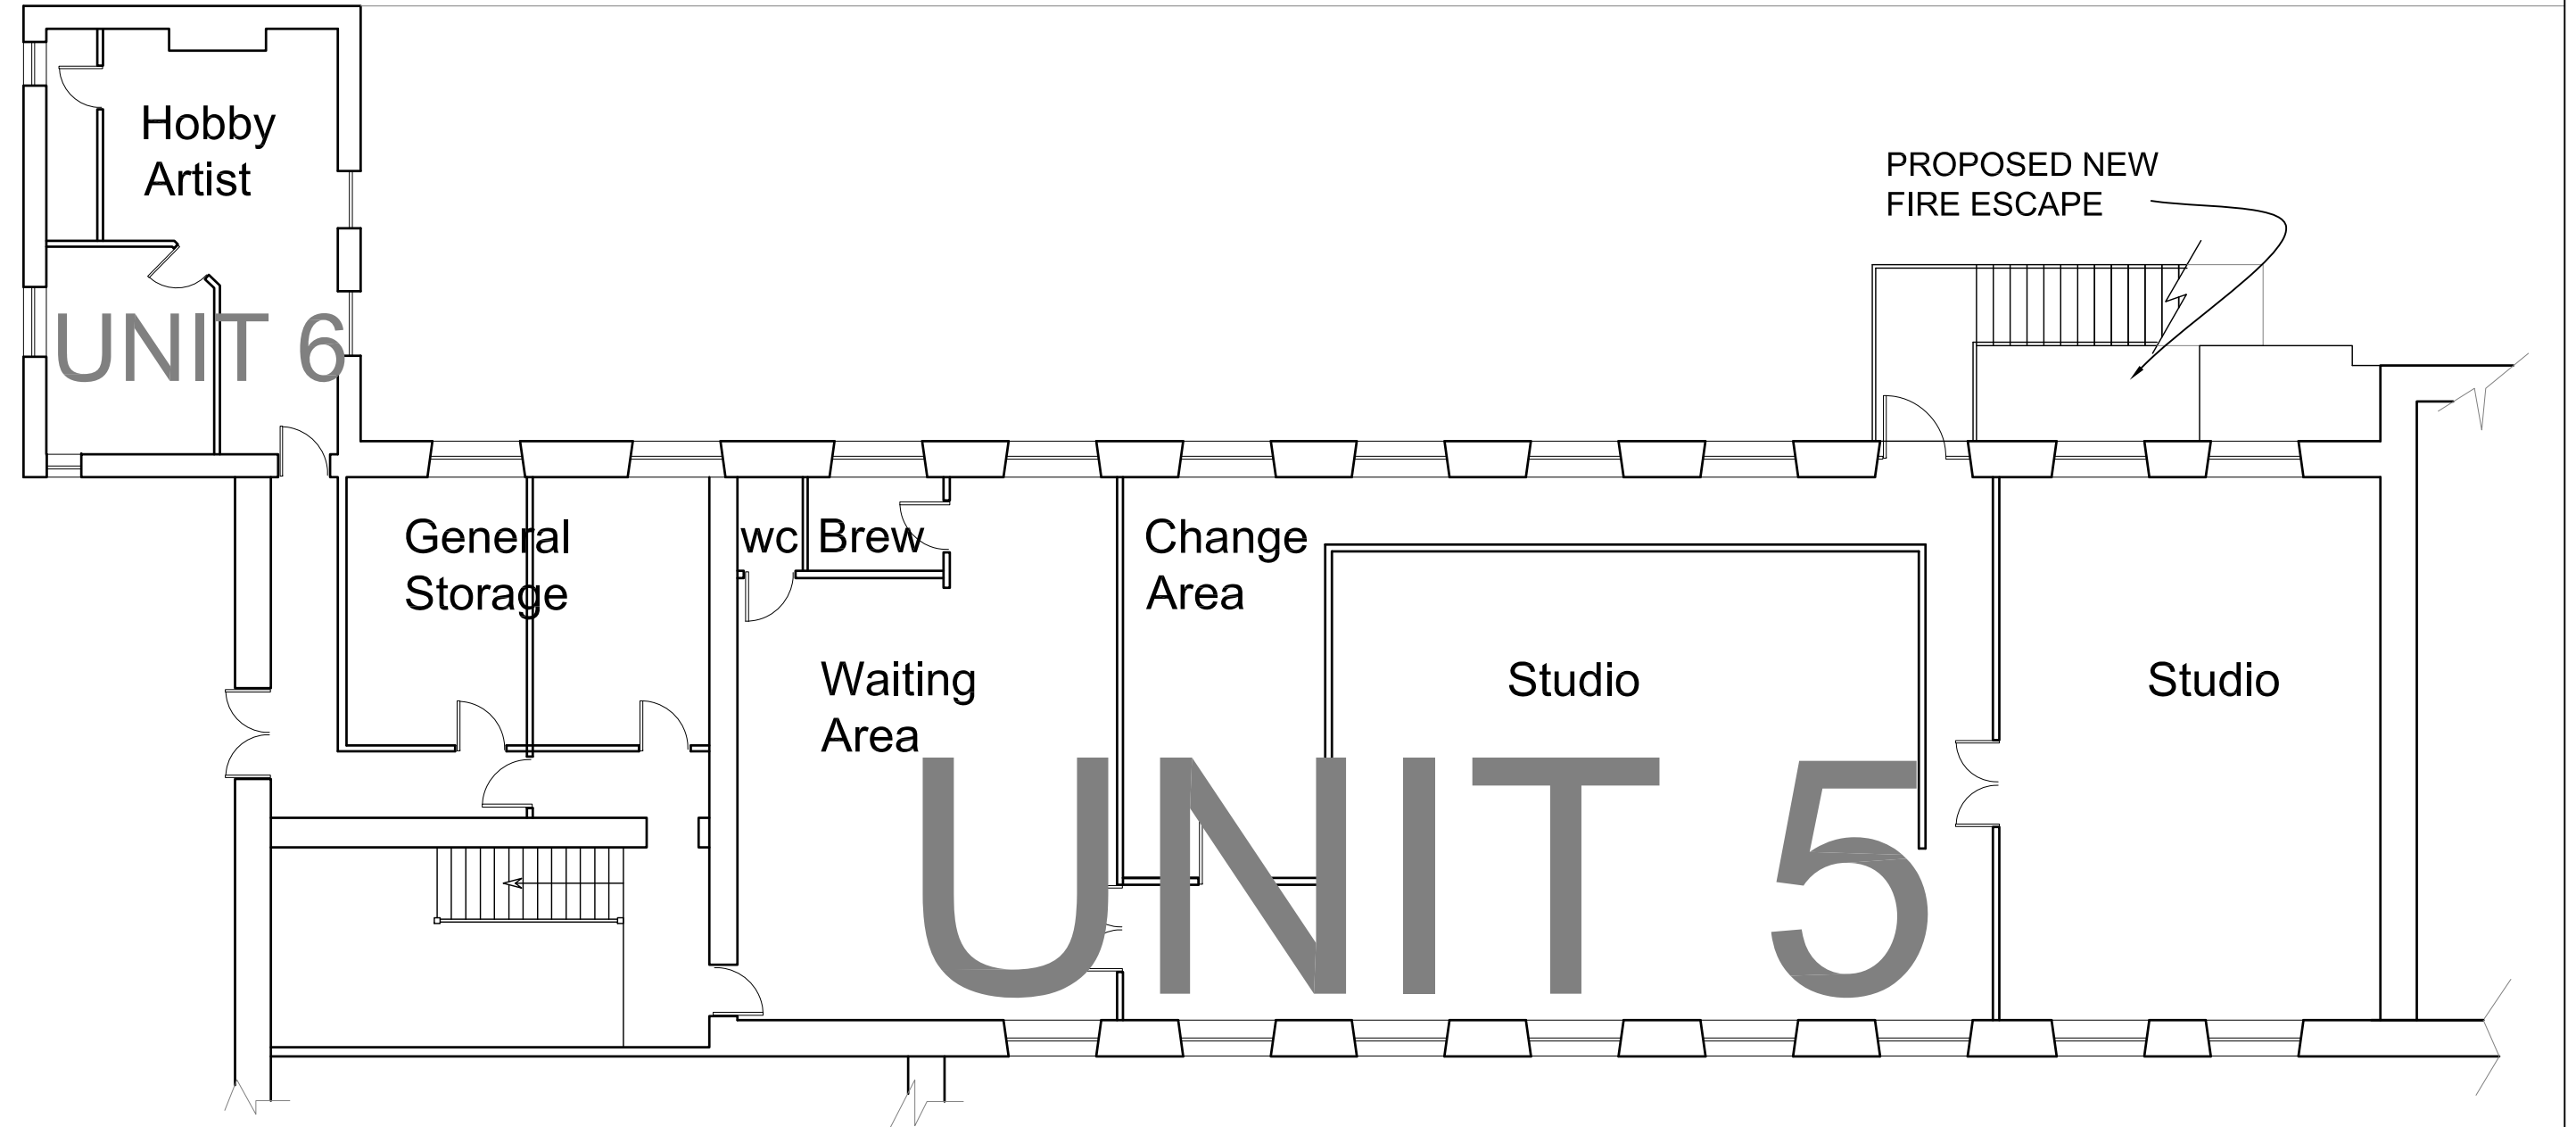 Hobby
Artist
UNIT 6
PROPOSED NEW
FIRE ESCAPE
General
Storage
wc
Brew
Waiting
Area
Change
Area
Studio
Studio
UNIT 5